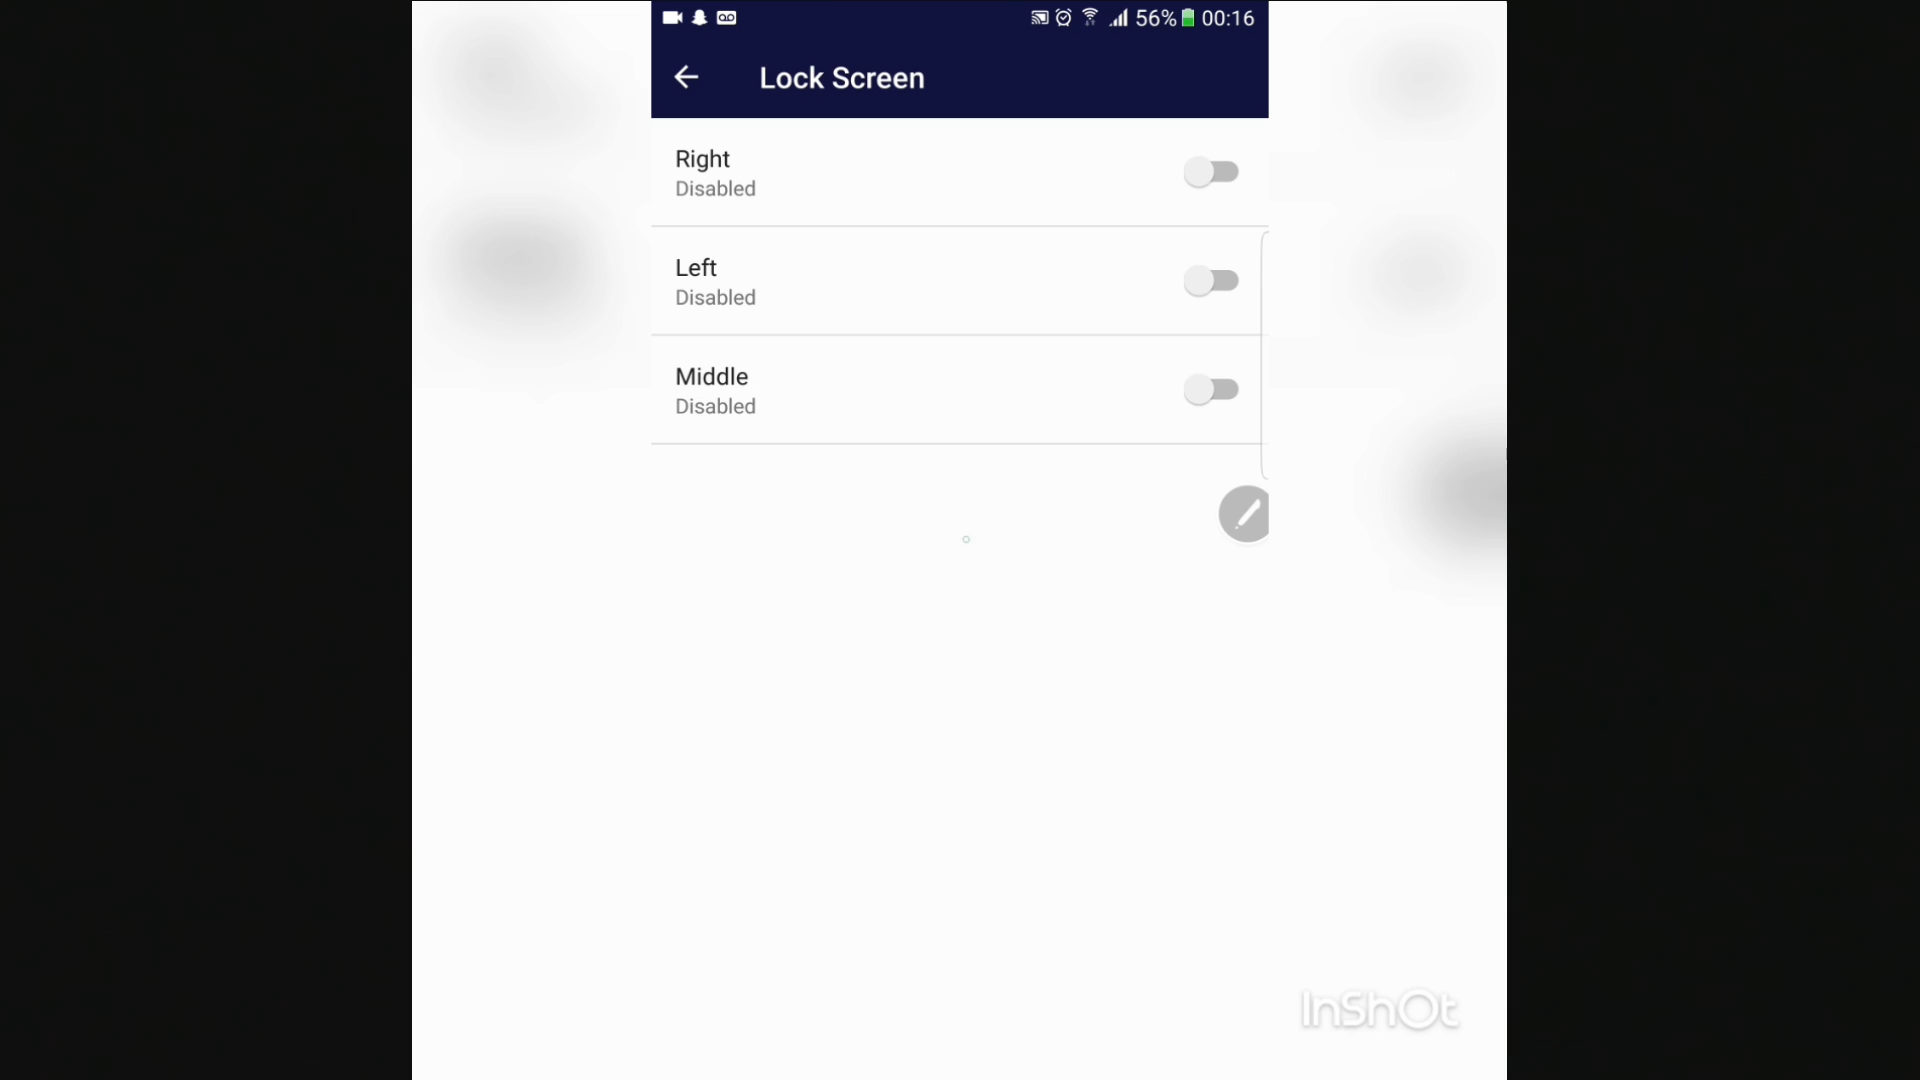 56% 00:16
Lock Screen
Right
Disabled
Left
Disabled
Middle
Disabled
InShOt